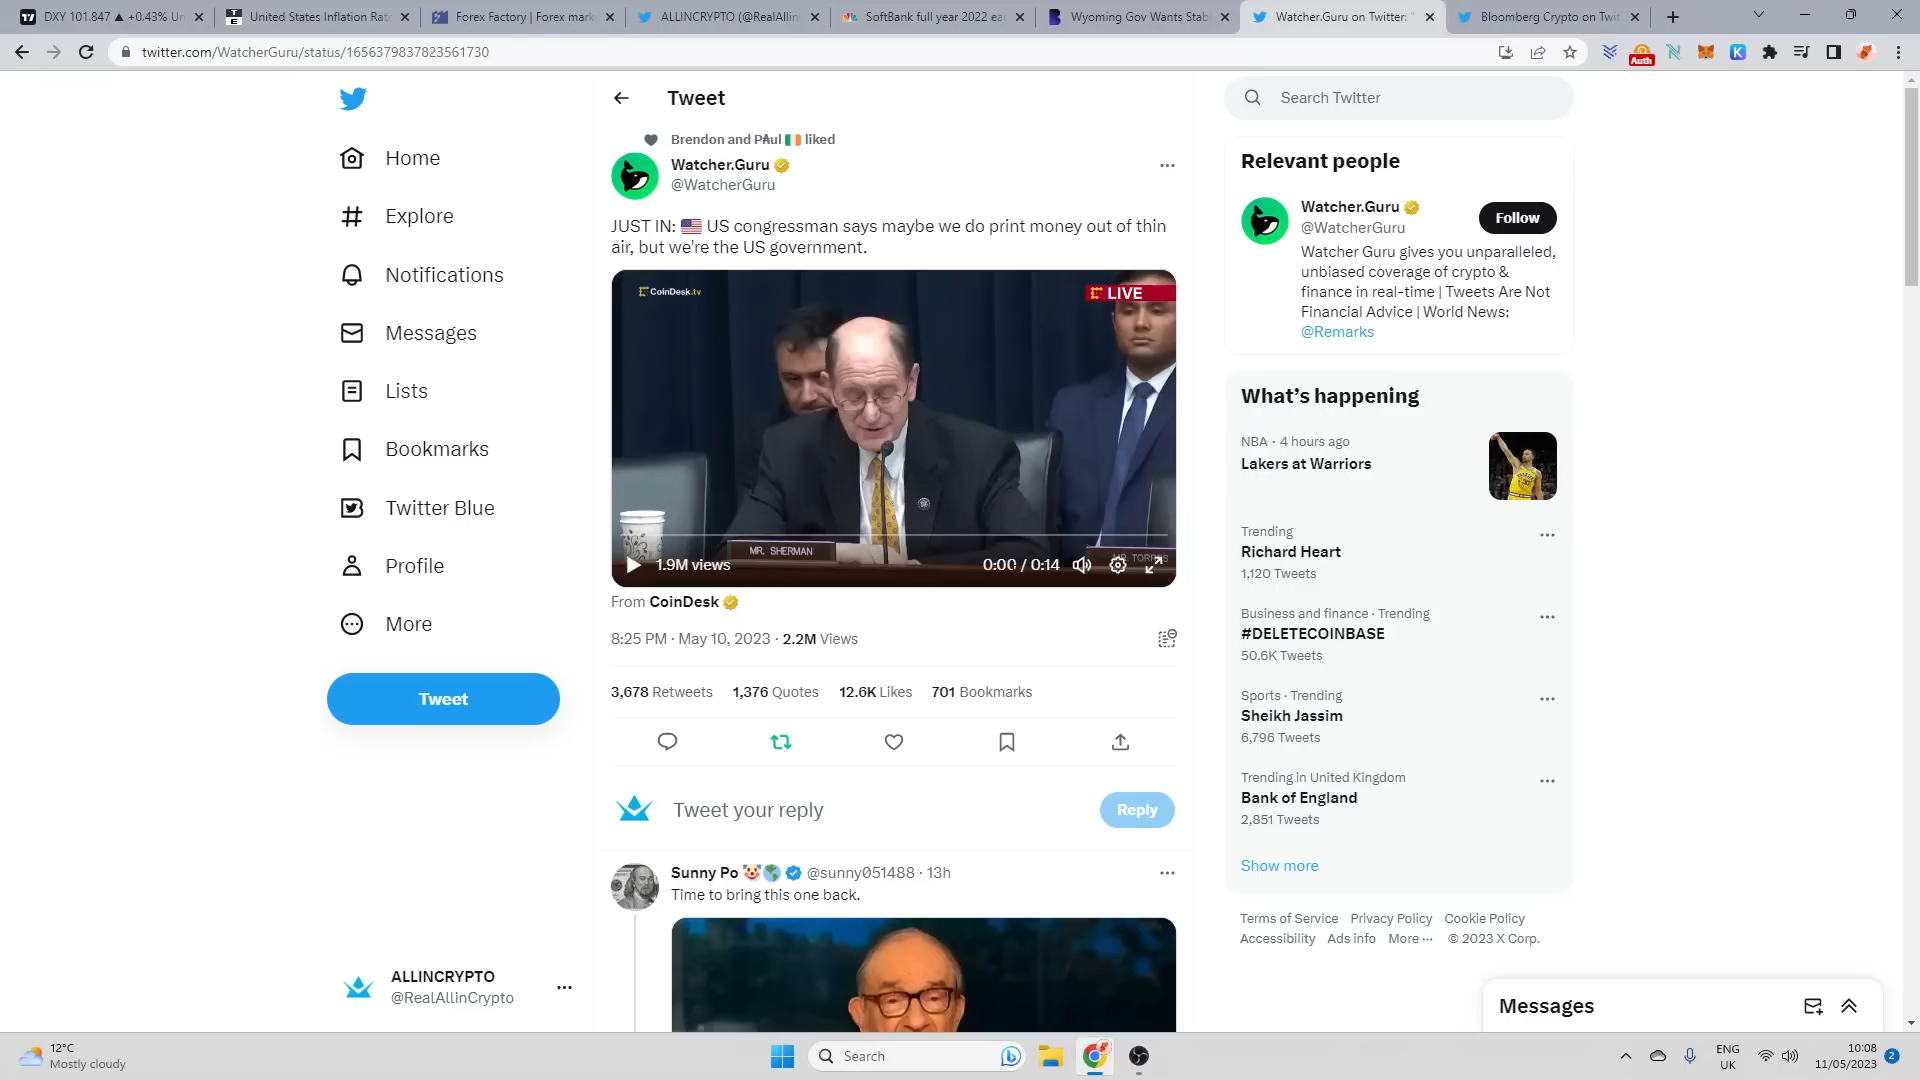 DXY 101.847 ▲ +0.43% Un
United States Inflation Rate
Forex Factory | Forex mark
ALLINCRYPTO (@RealAllin
SoftBank full year 2022 ea
Wyoming Gov Wants Stabl
Watcher.Guru on Twitter: "
Bloomberg Crypto on Twit
twitter.com/WatcherGuru/status/1656379837823561730
Auth
Home
Explore
Notifications
Messages
Lists
Bookmarks
Twitter Blue
Profile
More
Tweet
ALLINCRYPTO
@RealAllinCrypto
Tweet
Brendon and P₳ul 🇮🇪 liked
Watcher.Guru
@WatcherGuru
JUST IN: 🇺🇸 US congressman says maybe we do print money out of thin
air, but we're the US government.
CoinDesk.tv
LIVE
MR. SHERMAN
MR. TORRES
1.9M views
0:00 / 0:14
From CoinDesk
8:25 PM · May 10, 2023 · 2.2M Views
3,678 Retweets 1,376 Quotes 12.6K Likes 701 Bookmarks
Tweet your reply
Reply
Sunny Po 🤡🌎 @sunny051488 · 13h
Time to bring this one back.
Search Twitter
Relevant people
Watcher.Guru
@WatcherGuru
Follow
Watcher Guru gives you unparalleled,
unbiased coverage of crypto &
finance in real-time | Tweets Are Not
Financial Advice | World News:
@Remarks
What's happening
NBA · 4 hours ago
Lakers at Warriors
Trending
Richard Heart
1,120 Tweets
Business and finance · Trending
#DELETECOINBASE
50.6K Tweets
Sports · Trending
Sheikh Jassim
6,796 Tweets
Trending in United Kingdom
Bank of England
2,851 Tweets
Show more
Terms of Service Privacy Policy Cookie Policy
Accessibility Ads info More ··· © 2023 X Corp.
Messages
12°C
Mostly cloudy
Search
ENG
UK
10:08
11/05/2023
2